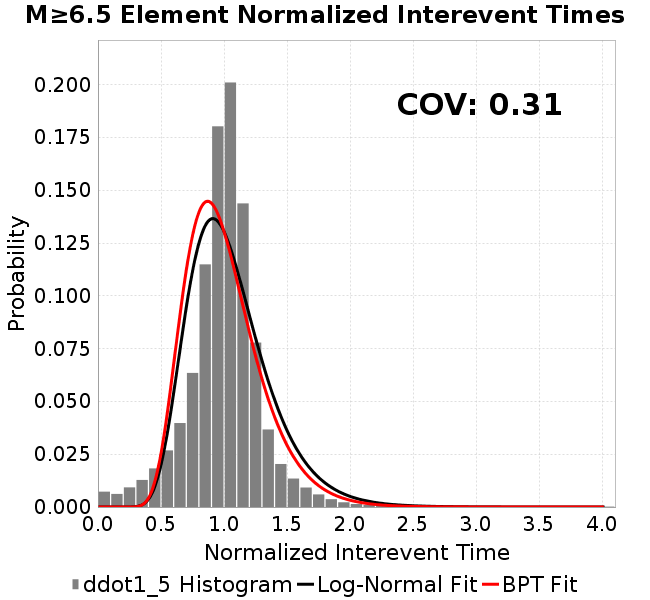 M≥6.5 Element Normalized Interevent Times
COV: 0.31
Probability
0.200
0.175
0.150
0.125
0.100
0.075
0.050
0.025
0.000
0.0 0.5 1.0 1.5 2.0 2.5 3.0 3.5 4.0
Normalized Interevent Time
ddot1_5 Histogram Log-Normal Fit BPT Fit